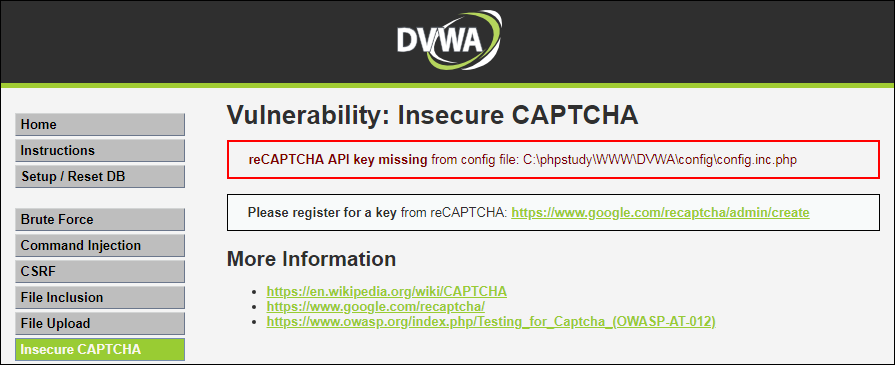 DVWA
Home
Instructions
Setup / Reset DB
Brute Force
Command Injection
CSRF
File Inclusion
File Upload
Insecure CAPTCHA
Vulnerability: Insecure CAPTCHA
reCAPTCHA API key missing from config file: C:\phpstudy\WWW\DVWA\config\config.inc.php
Please register for a key from reCAPTCHA: https://www.google.com/recaptcha/admin/create
More Information
https://en.wikipedia.org/wiki/CAPTCHA
https://www.google.com/recaptcha/
https://www.owasp.org/index.php/Testing_for_Captcha_(OWASP-AT-012)